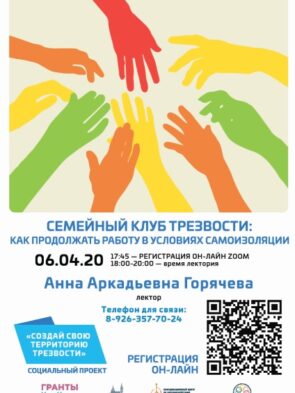 СЕМЕЙНЫЙ КЛУБ ТРЕЗВОСТИ:
КАК ПРОДОЛЖАТЬ РАБОТУ В УСЛОВИЯХ САМОИЗОЛЯЦИИ
06.04.20
17:45 — РЕГИСТРАЦИЯ ОН-ЛАЙН ZOOM
18:00-20:00 — время лектория
Анна Аркадьевна Горячева
лектор
Телефон для связи:
8-926-357-70-24
«СОЗДАЙ СВОЮ
ТЕРРИТОРИЮ
ТРЕЗВОСТИ»
СОЦИАЛЬНЫЙ ПРОЕКТ
РЕГИСТРАЦИЯ
ОН-ЛАЙН
ГРАНТЫ